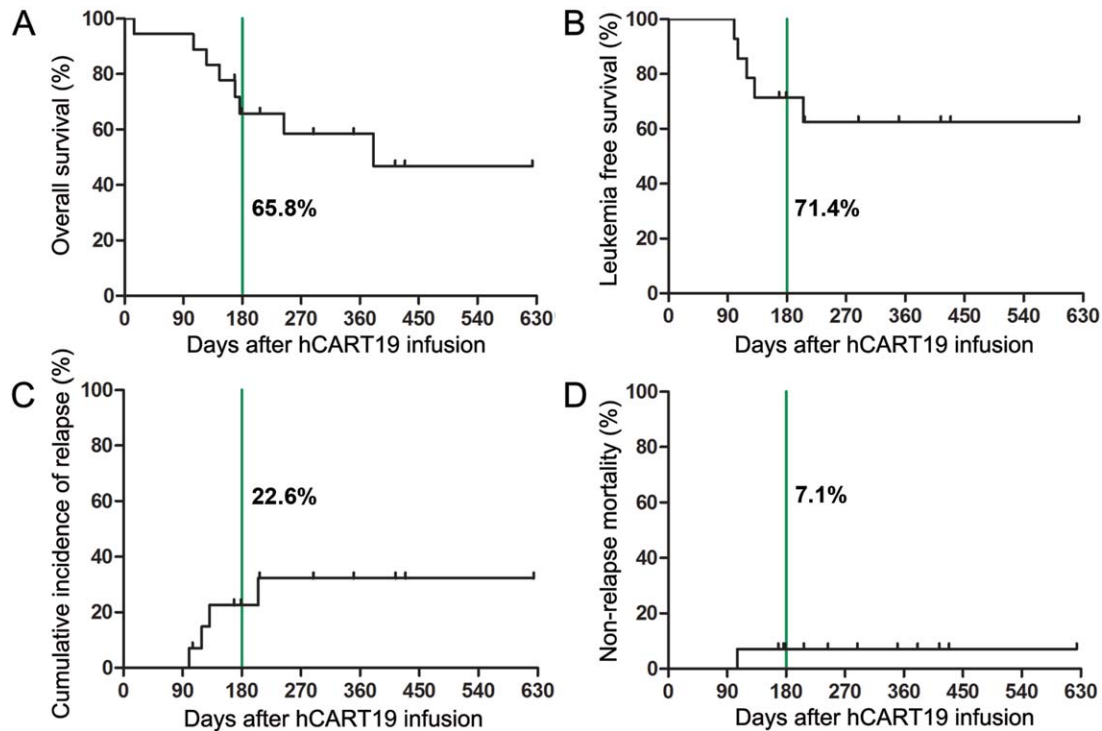 A
Overall survival (%)
100
80
60
40
20
0
65.8%
0 90 180 270 360 450 540 630
Days after hCART19 infusion
B
Leukemia free survival (%)
100
80
60
40
20
0
71.4%
0 90 180 270 360 450 540 630
Days after hCART19 infusion
C
Cumulative incidence of relapse (%)
100
80
60
40
20
0
22.6%
0 90 180 270 360 450 540 630
Days after hCART19 infusion
D
Non-relapse mortality (%)
100
80
60
40
20
0
7.1%
0 90 180 270 360 450 540 630
Days after hCART19 infusion